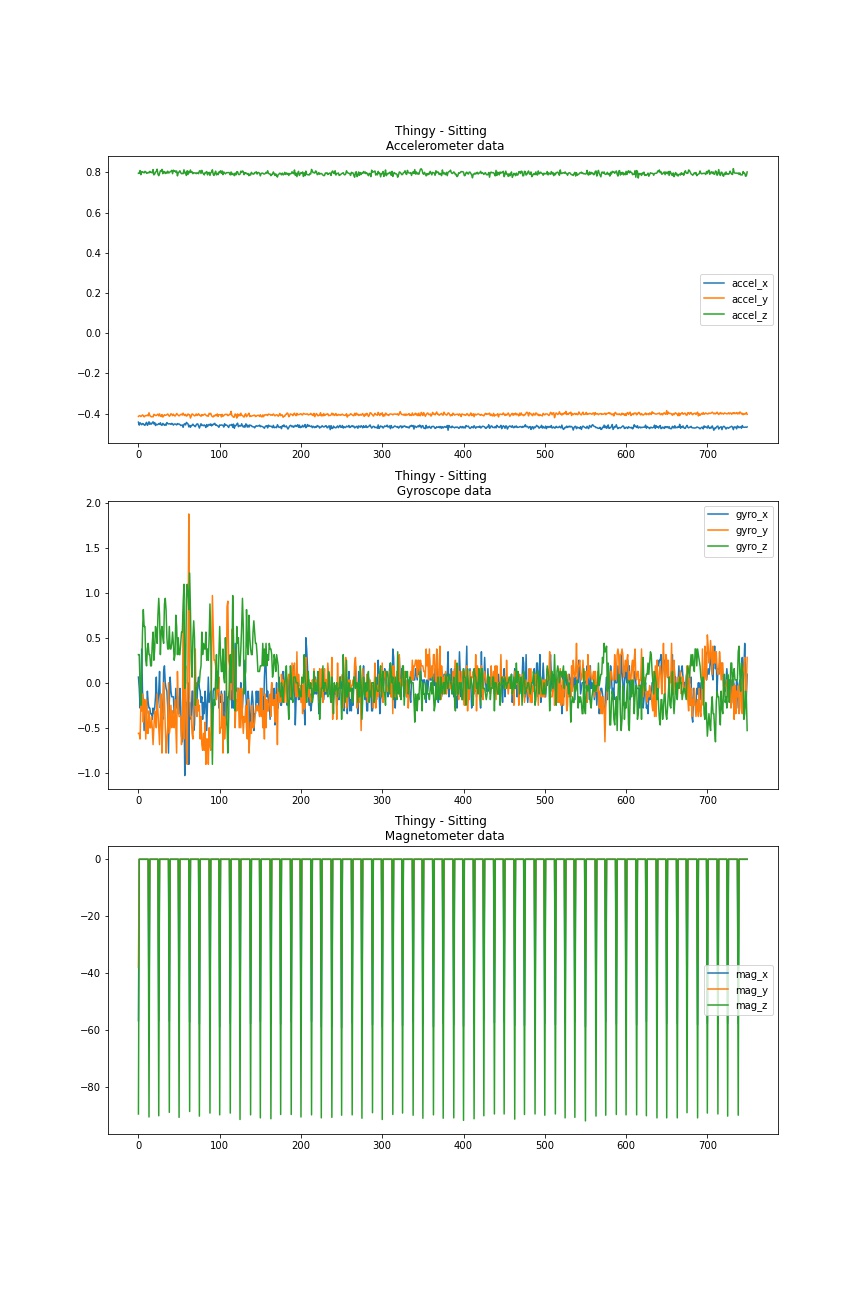 Thingy - Sitting
Accelerometer data
0.8
0.6
0.4
0.2
0.0
−0.2
−0.4
accel_x
accel_y
accel_z
0 100 200 300 400 500 600 700
Thingy - Sitting
Gyroscope data
2.0
1.5
1.0
0.5
0.0
−0.5
−1.0
gyro_x
gyro_y
gyro_z
0 100 200 300 400 500 600 700
Thingy - Sitting
Magnetometer data
0
−20
−40
−60
−80
mag_x
mag_y
mag_z
0 100 200 300 400 500 600 700